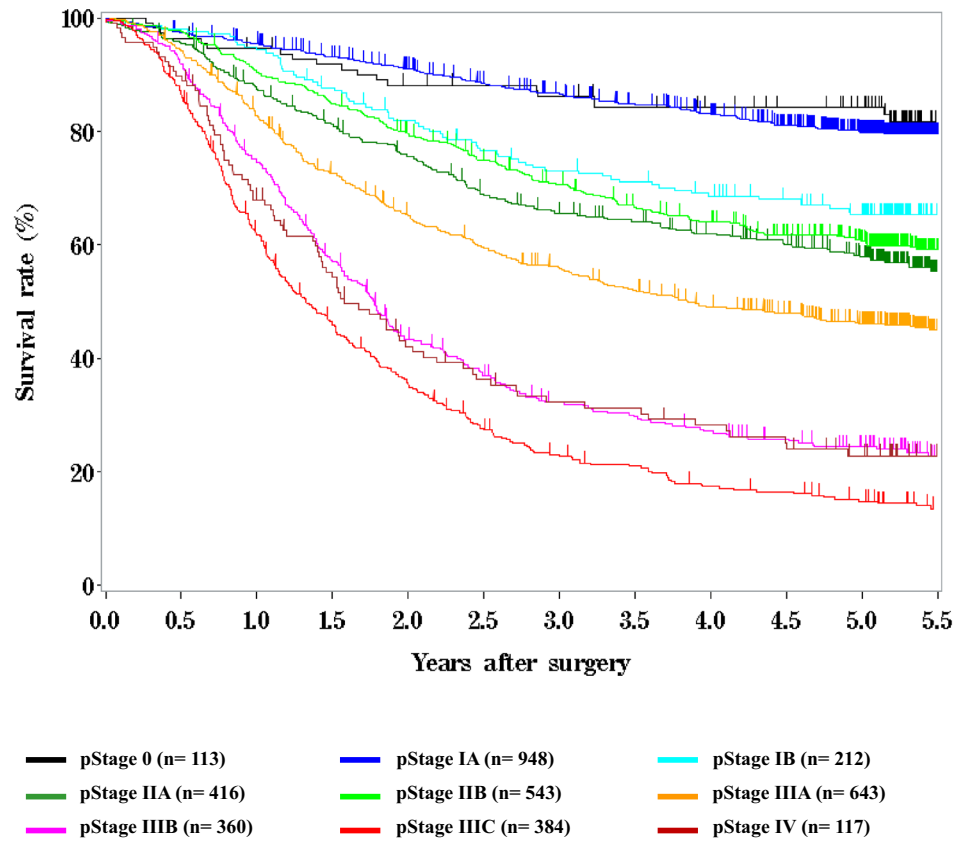 100
80
60
40
20
0
Survival rate (%)
0.0 0.5 1.0 1.5 2.0 2.5 3.0 3.5 4.0 4.5 5.0 5.5
Years after surgery
pStage 0 (n= 113) pStage IA (n= 948) pStage IB (n= 212)
pStage IIA (n= 416) pStage IIB (n= 543) pStage IIIA (n= 643)
pStage IIIB (n= 360) pStage IIIC (n= 384) pStage IV (n= 117)